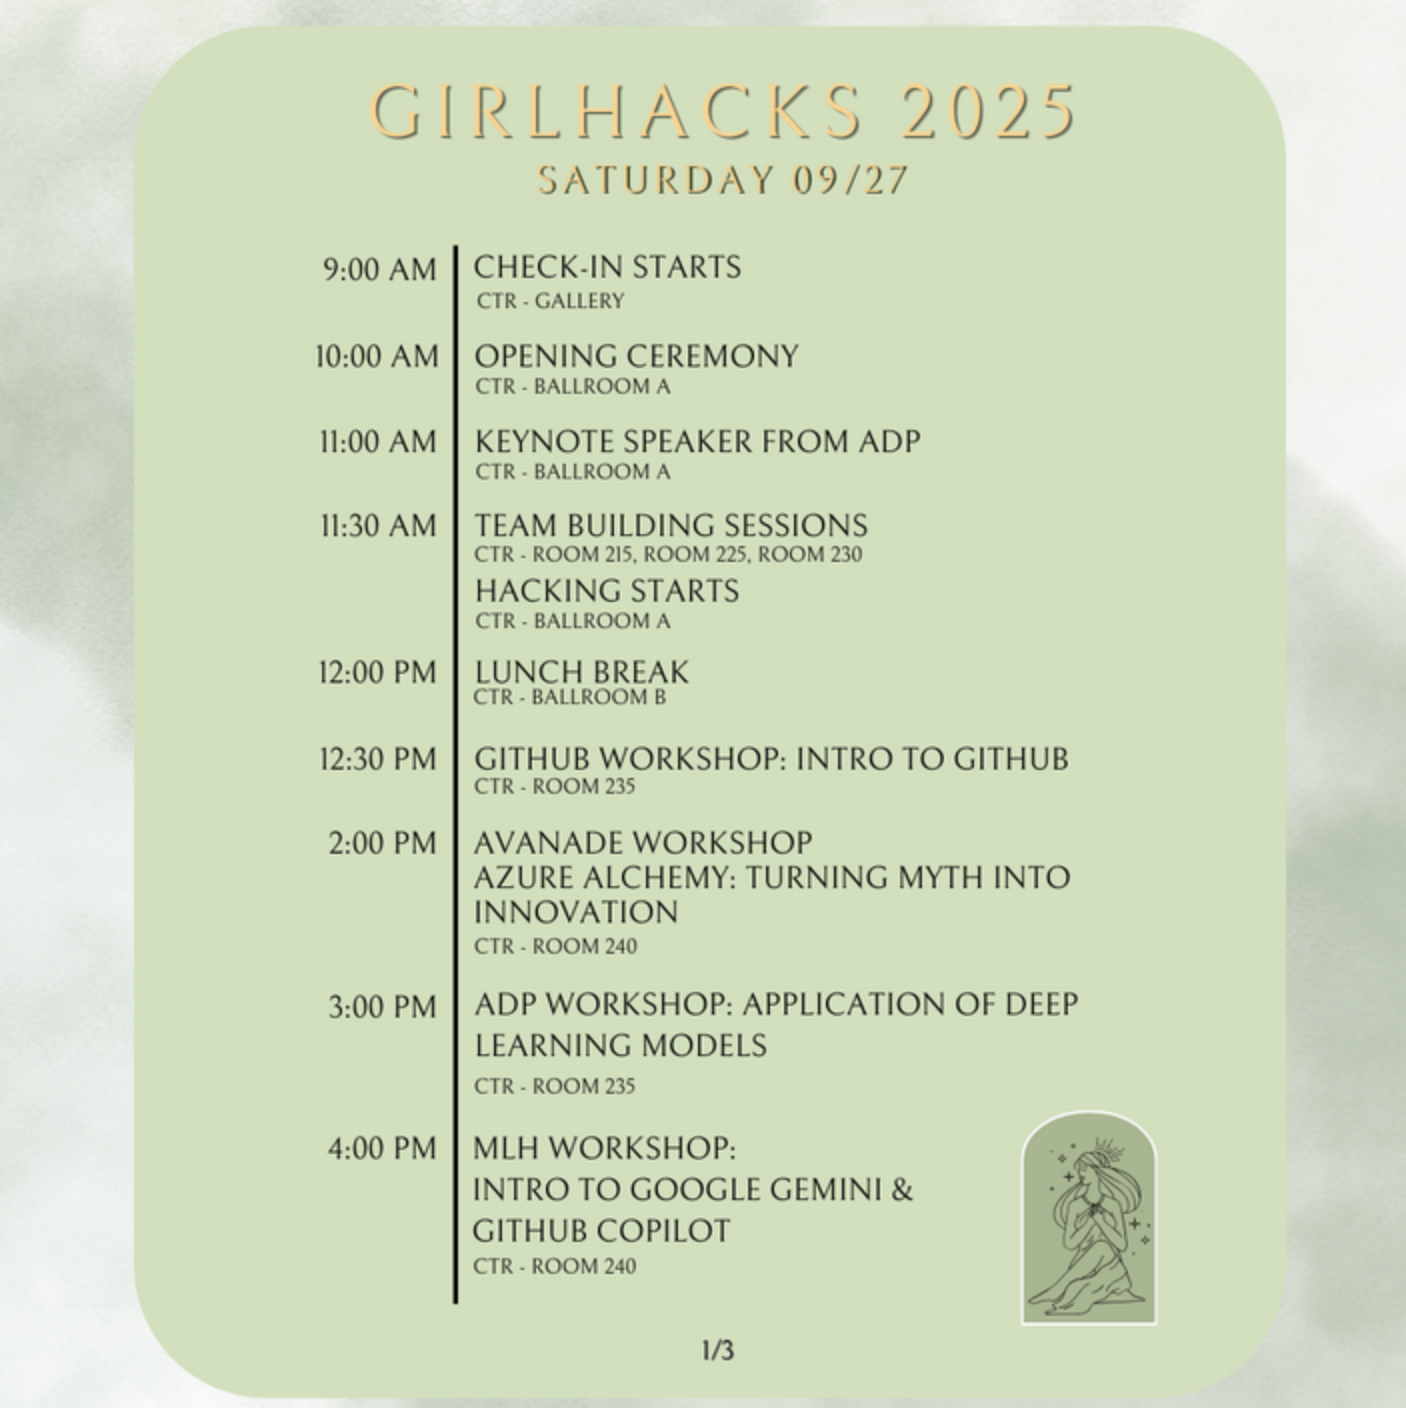 GIRLHACKS 2025
SATURDAY 09/27
9:00 AM CHECK-IN STARTS
CTR - GALLERY
10:00 AM OPENING CEREMONY
CTR - BALLROOM A
11:00 AM KEYNOTE SPEAKER FROM ADP
CTR - BALLROOM A
11:30 AM TEAM BUILDING SESSIONS
CTR - ROOM 215, ROOM 225, ROOM 230
HACKING STARTS
CTR - BALLROOM A
12:00 PM LUNCH BREAK
CTR - BALLROOM B
12:30 PM GITHUB WORKSHOP: INTRO TO GITHUB
CTR - ROOM 235
2:00 PM AVANADE WORKSHOP
AZURE ALCHEMY: TURNING MYTH INTO
INNOVATION
CTR - ROOM 240
3:00 PM ADP WORKSHOP: APPLICATION OF DEEP
LEARNING MODELS
CTR - ROOM 235
4:00 PM MLH WORKSHOP:
INTRO TO GOOGLE GEMINI &
GITHUB COPILOT
CTR - ROOM 240
1/3